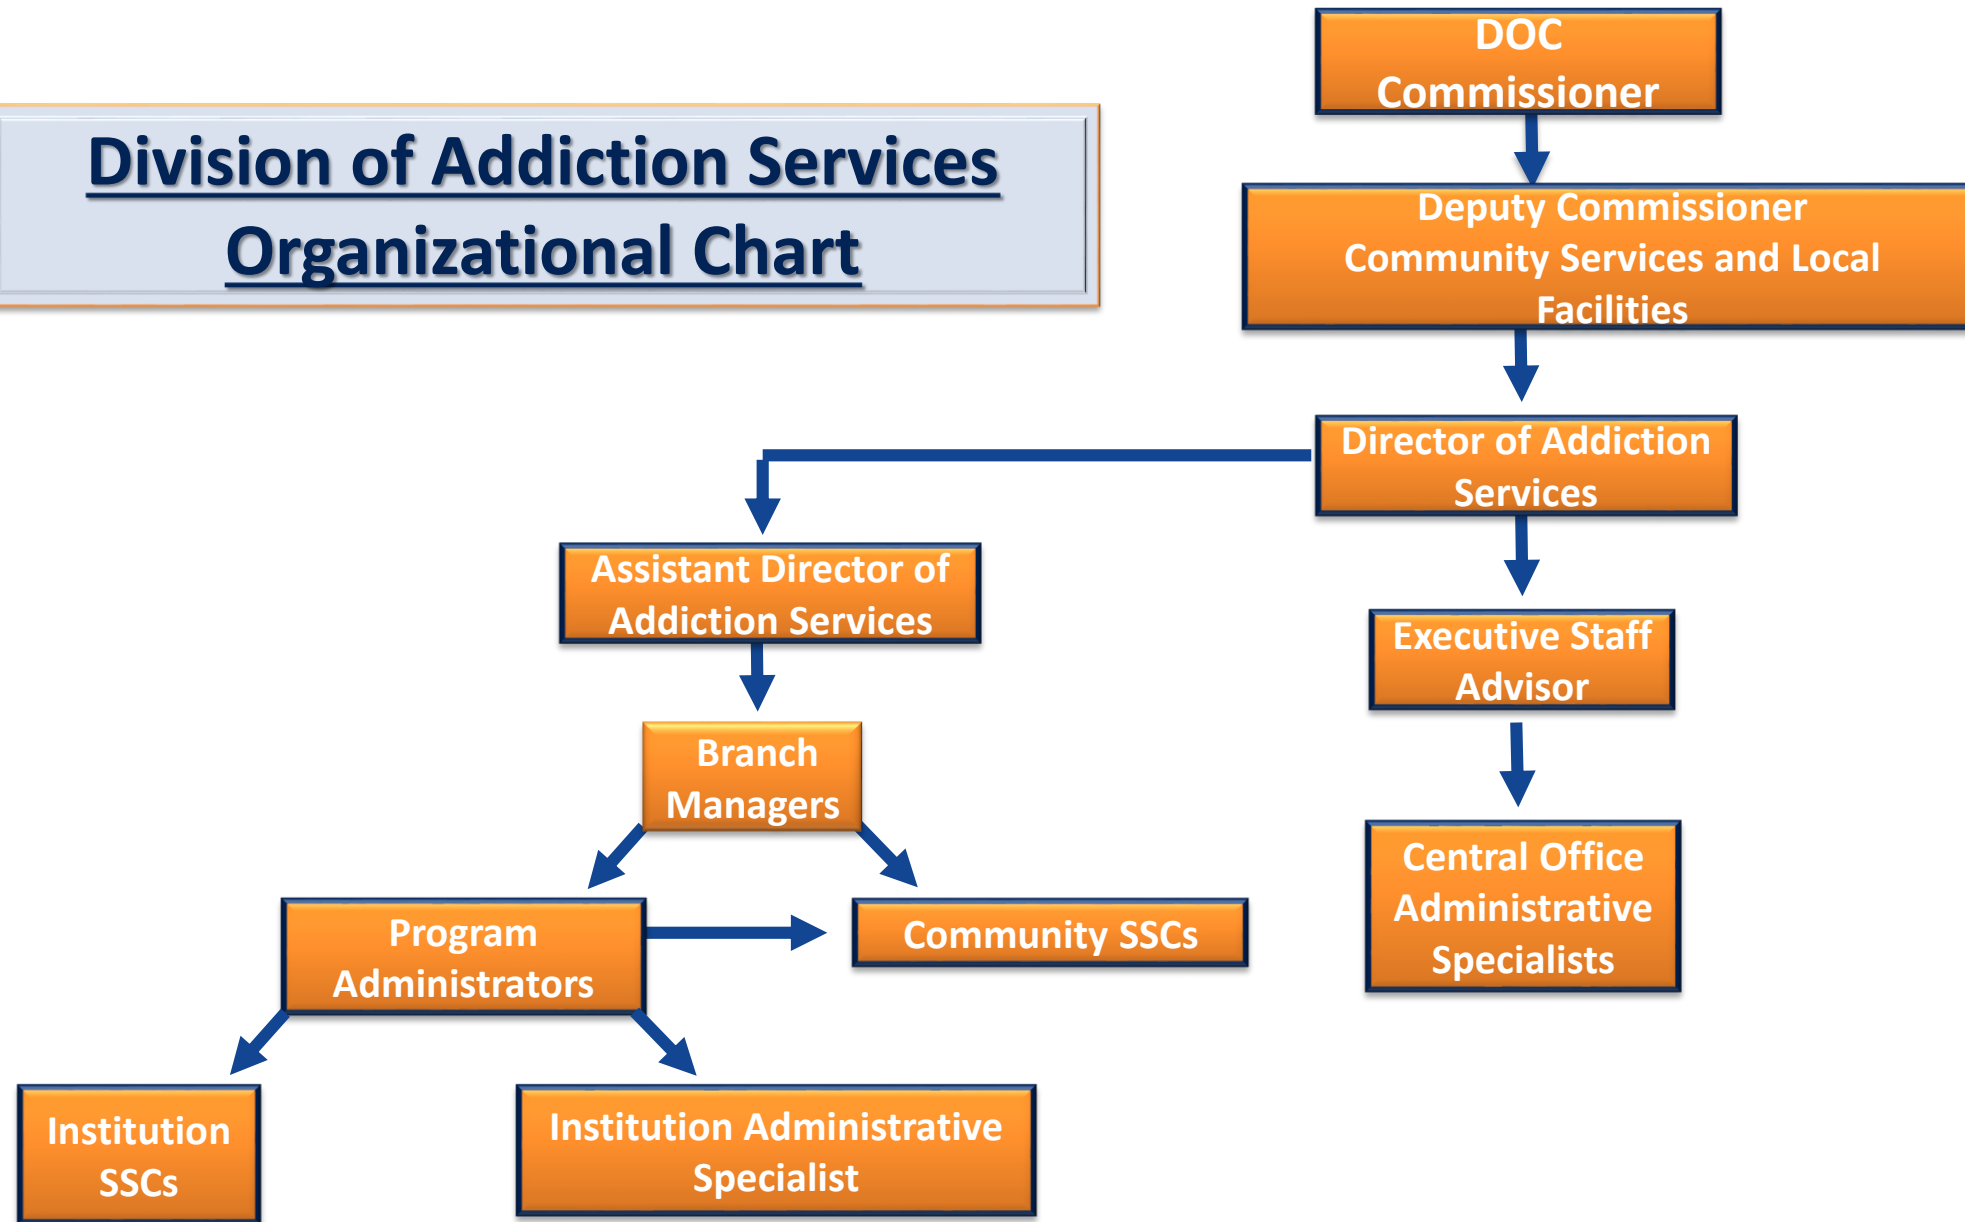 DOC
Commissioner
Division of Addiction Services
Organizational Chart
Deputy Commissioner
Community Services and Local
Facilities
Director of Addiction
Services
Assistant Director of
Addiction Services
Executive Staff
Advisor
Branch
Managers
Central Office
Administrative
Specialists
Program
Administrators
Community SSCs
Institution
SSCs
Institution Administrative
Specialist